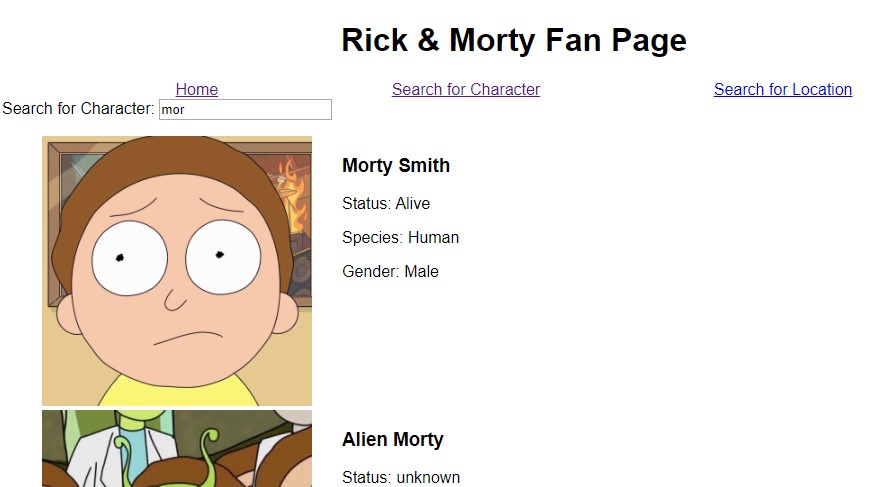 Rick & Morty Fan Page
Home Search for Character Search for Location
Search for Character: mor
Morty Smith
Status: Alive
Species: Human
Gender: Male
Alien Morty
Status: unknown